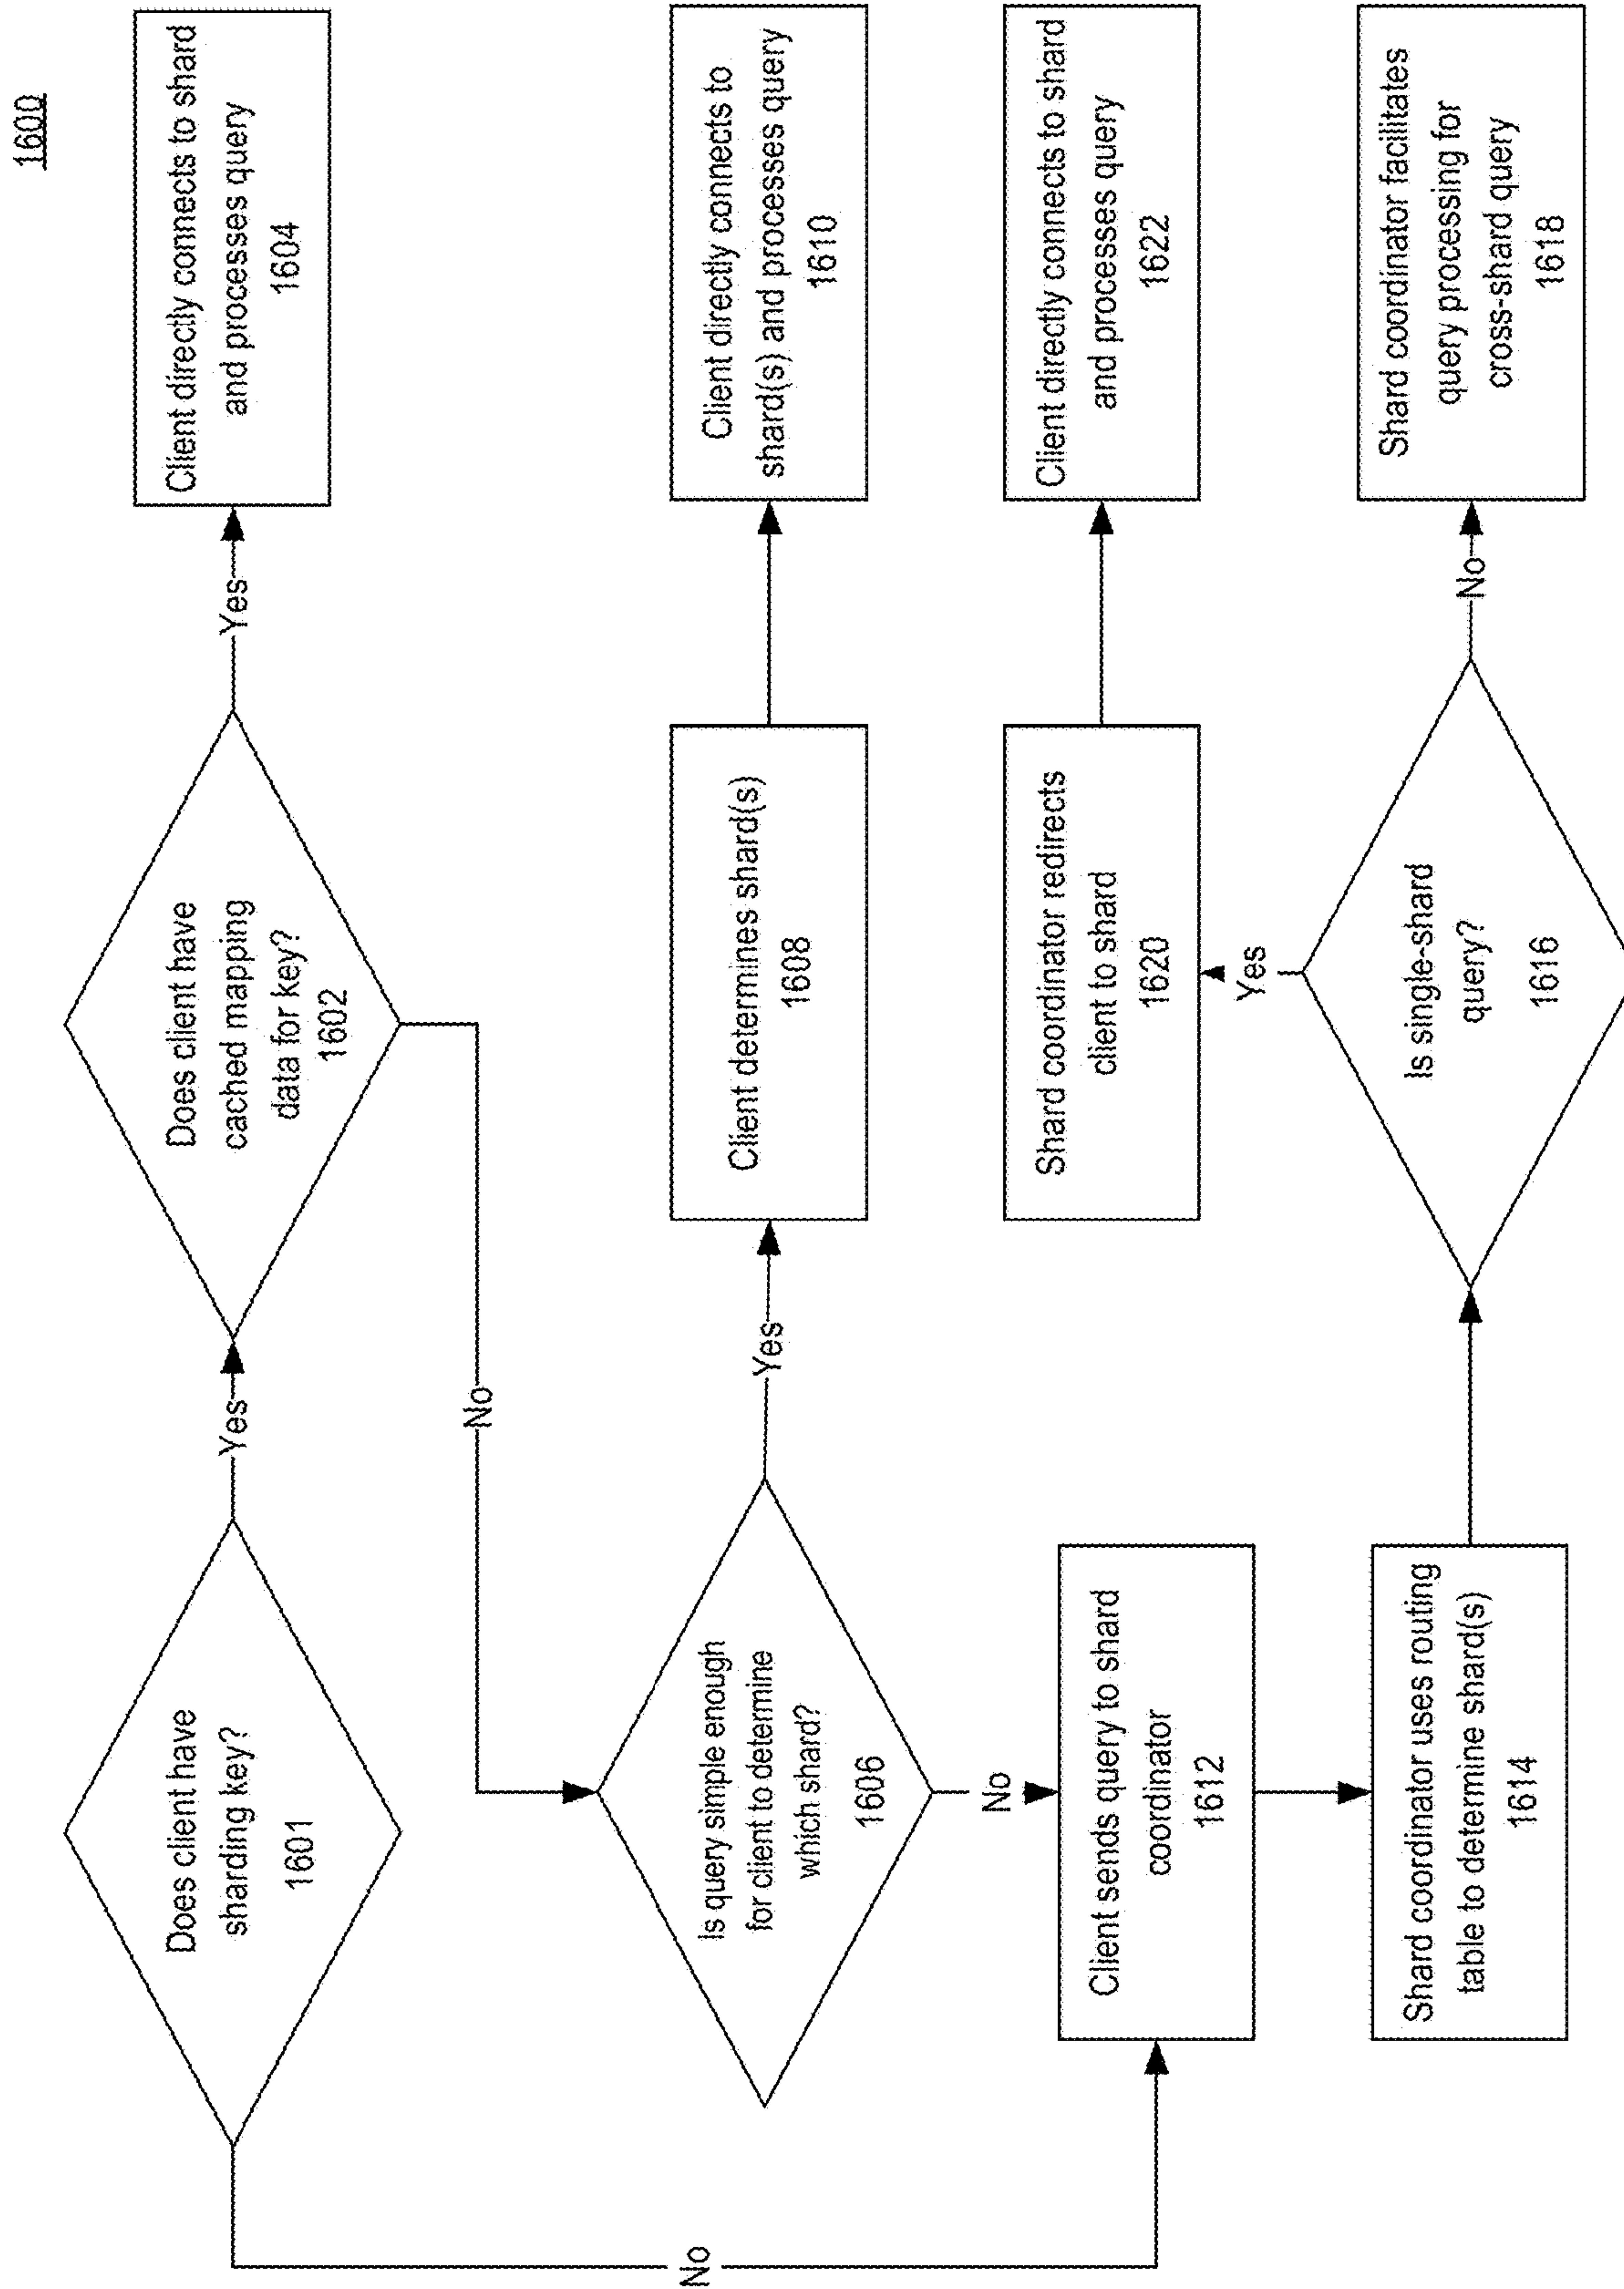 1600
Does client have
sharding key?
1601
Yes
Does client have
cached mapping
data for key?
1602
Yes
Client directly connects to shard
and processes query
1604
No
Is query simple enough
for client to determine
which shard?
1606
Yes
Client determines shard(s)
1608
Client directly connects to
shard(s) and processes query
1610
No
No
Client sends query to shard
coordinator
1612
Shard coordinator redirects
client to shard
1620
Client directly connects to shard
and processes query
1622
Yes
Shard coordinator uses routing
table to determine shard(s)
1614
Is single-shard
query?
1616
No
Shard coordinator facilitates
query processing for
cross-shard query
1618